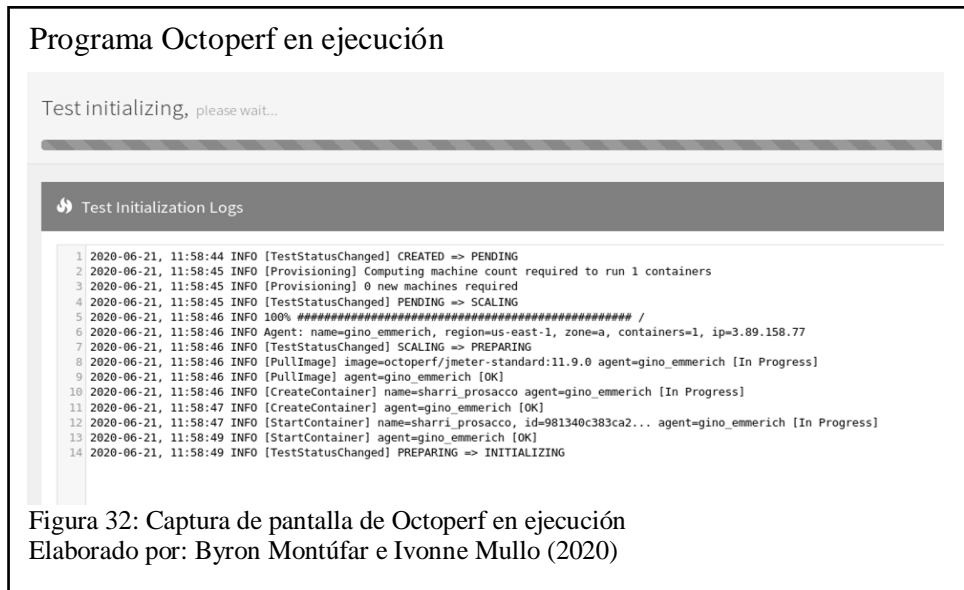 Programa Octoperf en ejecución
Test initializing, please wait...
Test Initialization Logs
1 2020-06-21, 11:58:44 INFO [TestStatusChanged] CREATED => PENDING
2 2020-06-21, 11:58:45 INFO [Provisioning] Computing machine count required to run 1 containers
3 2020-06-21, 11:58:45 INFO [Provisioning] 0 new machines required
4 2020-06-21, 11:58:45 INFO [TestStatusChanged] PENDING => SCALING
5 2020-06-21, 11:58:46 INFO 100% ################################################## /
6 2020-06-21, 11:58:46 INFO Agent: name=gino_emmerich, region=us-east-1, zone=a, containers=1, ip=3.89.158.77
7 2020-06-21, 11:58:46 INFO [TestStatusChanged] SCALING => PREPARING
8 2020-06-21, 11:58:46 INFO [PullImage] image=octoperf/jmeter-standard:11.9.0 agent=gino_emmerich [In Progress]
9 2020-06-21, 11:58:46 INFO [PullImage] agent=gino_emmerich [OK]
10 2020-06-21, 11:58:46 INFO [CreateContainer] name=sharri_prosacco agent=gino_emmerich [In Progress]
11 2020-06-21, 11:58:47 INFO [CreateContainer] agent=gino_emmerich [OK]
12 2020-06-21, 11:58:47 INFO [StartContainer] name=sharri_prosacco, id=981340c383ca2... agent=gino_emmerich [In Progress]
13 2020-06-21, 11:58:49 INFO [StartContainer] agent=gino_emmerich [OK]
14 2020-06-21, 11:58:49 INFO [TestStatusChanged] PREPARING => INITIALIZING
Figura 32: Captura de pantalla de Octoperf en ejecución
Elaborado por: Byron Montúfar e Ivonne Mullo (2020)